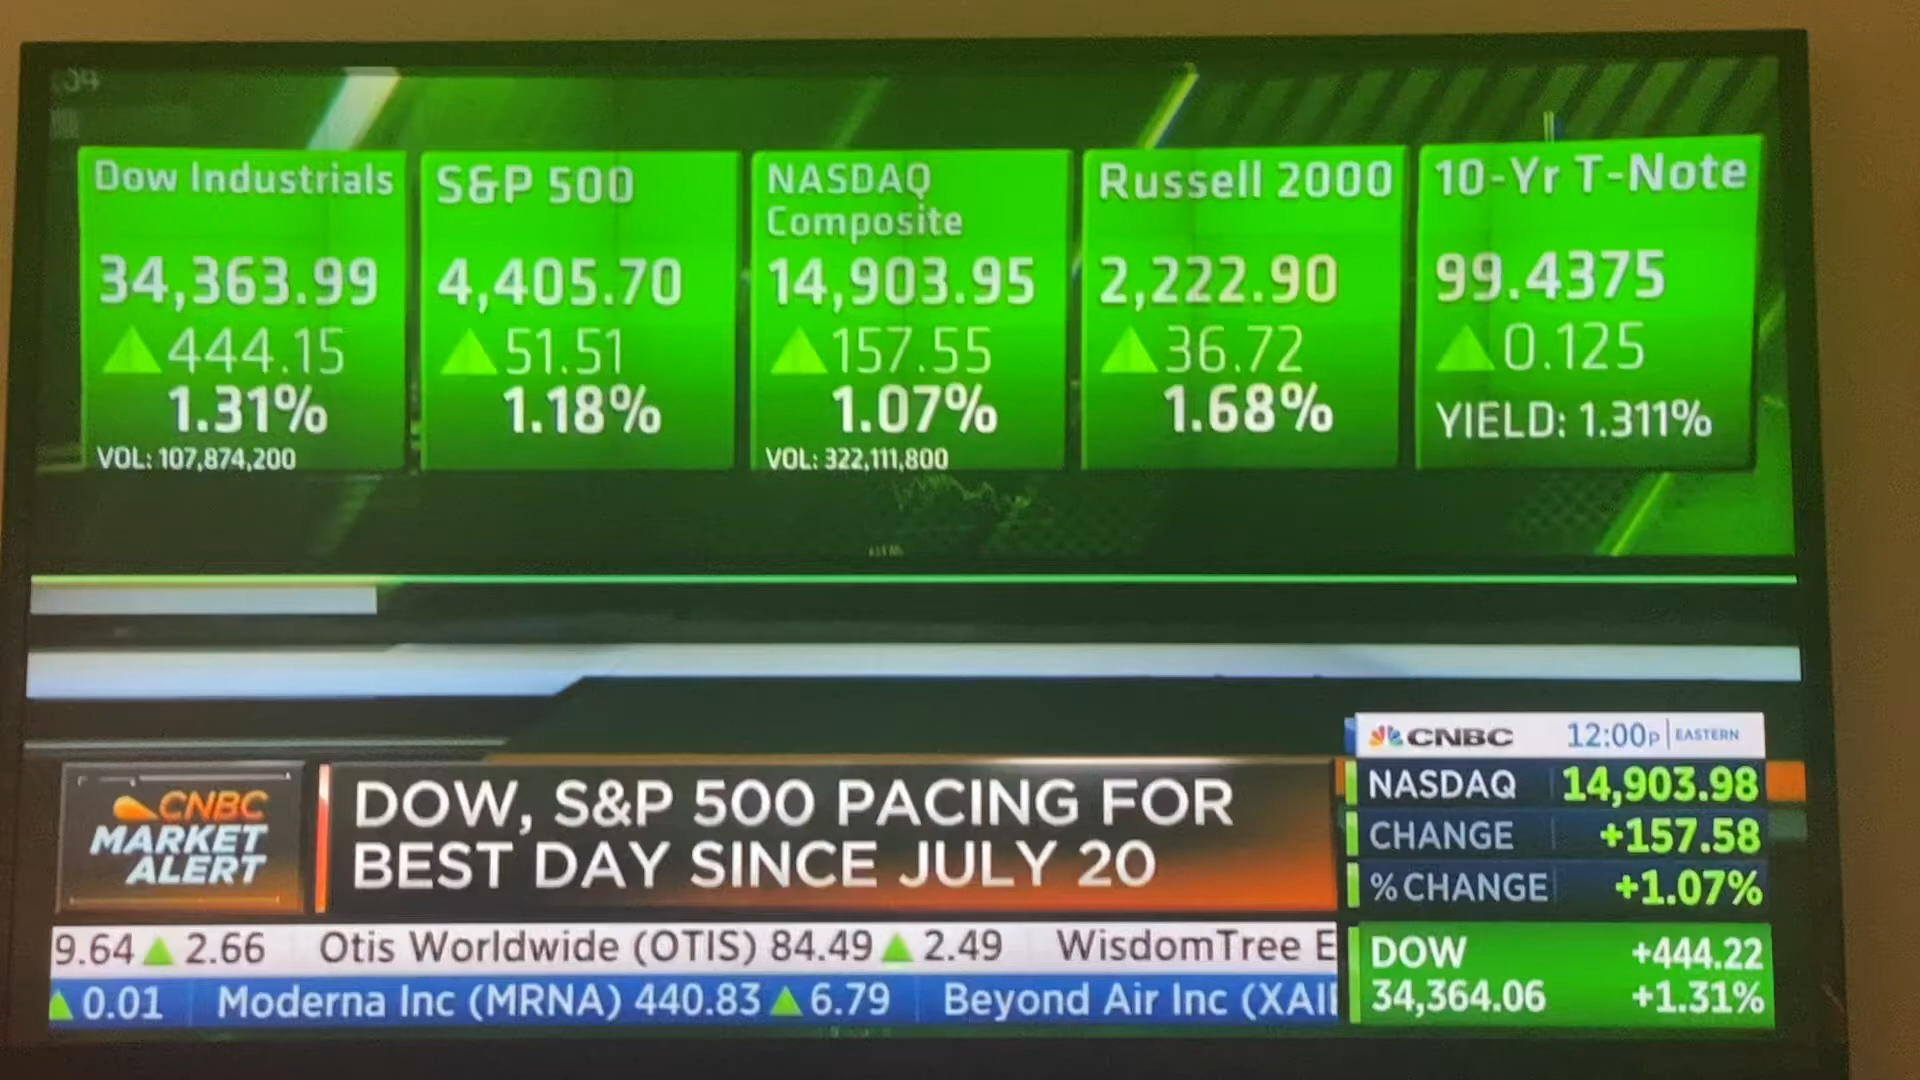 Dow Industrials
34,363.99
▲444.15
1.31%
VOL: 107,874,200
S&P 500
4,405.70
▲51.51
1.18%
NASDAQ
Composite
14,903.95
▲157.55
1.07%
VOL: 322,111,800
Russell 2000
2,222.90
▲36.72
1.68%
10-Yr T-Note
99.4375
▲0.125
YIELD: 1.311%
CNBC
MARKET
ALERT
DOW, S&P 500 PACING FOR
BEST DAY SINCE JULY 20
CNBC 12:00p EASTERN
NASDAQ 14,903.98
CHANGE +157.58
% CHANGE +1.07%
DOW +444.22
34,364.06 +1.31%
9.64 ▲ 2.66 Otis Worldwide (OTIS) 84.49 ▲ 2.49 WisdomTree E
▲ 0.01 Moderna Inc (MRNA) 440.83 ▲ 6.79 Beyond Air Inc (XAI